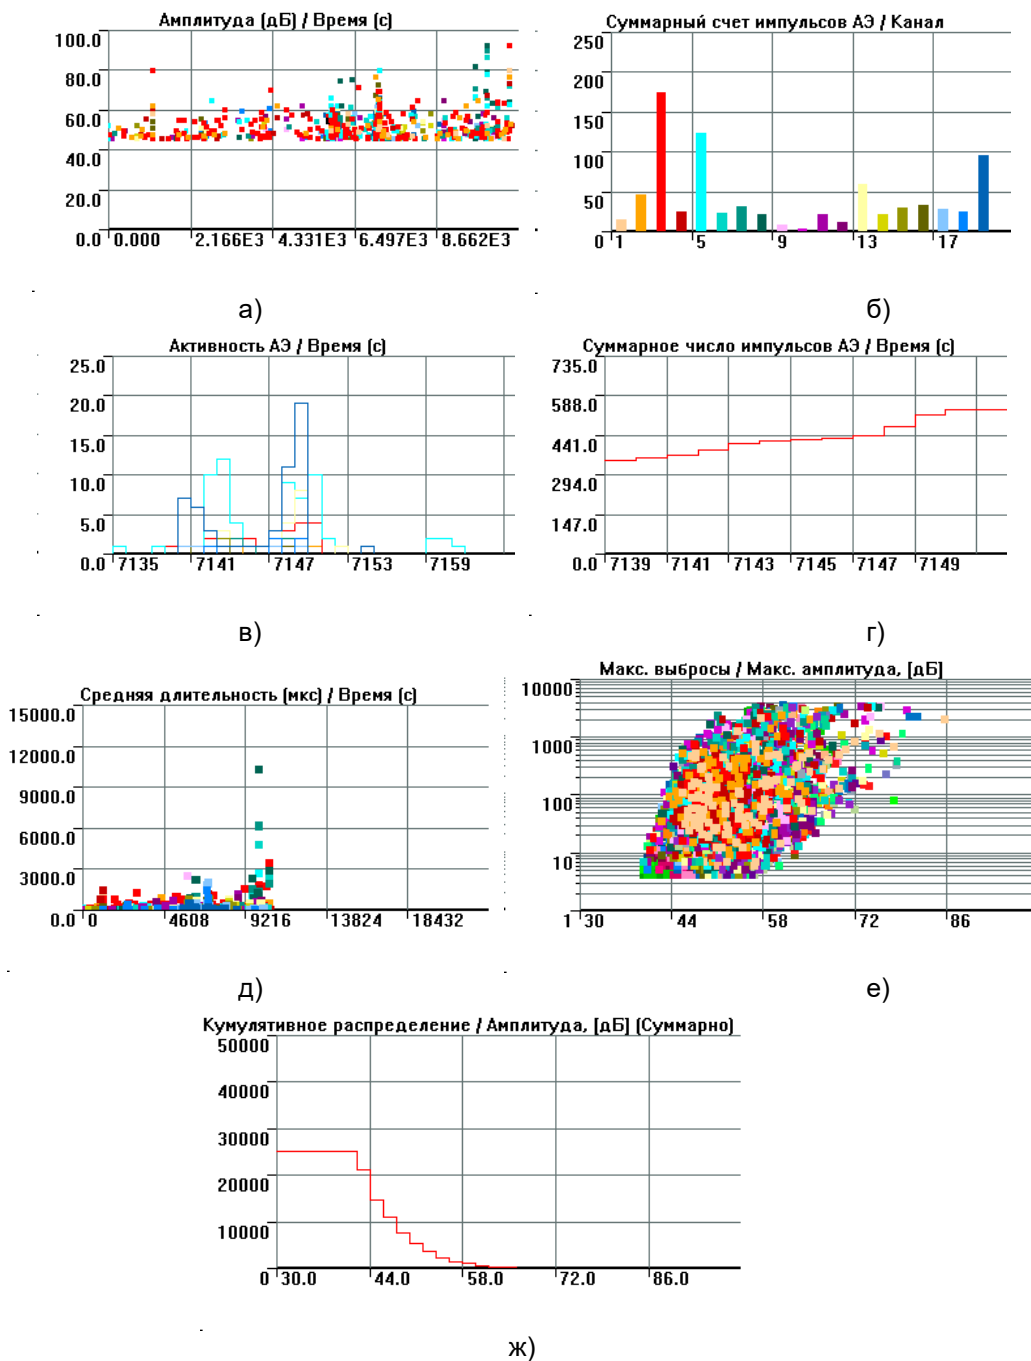 Амплитуда (дБ) / Время (с)
100.0
80.0
60.0
40.0
20.0
0.0 0.000 2.166E3 4.331E3 6.497E3 8.662E3
а)
Суммарный счет импульсов АЭ / Канал
250
200
150
100
50
0 1 5 9 13 17
б)
Активность АЭ / Время (с)
25.0
20.0
15.0
10.0
5.0
0.0 7135 7141 7147 7153 7159
в)
Суммарное число импульсов АЭ / Время (с)
735.0
588.0
441.0
294.0
147.0
0.0 7139 7141 7143 7145 7147 7149
г)
Средняя длительность (мкс) / Время (с)
15000.0
12000.0
9000.0
6000.0
3000.0
0.0 0 4608 9216 13824 18432
д)
Макс. выбросы / Макс. амплитуда, [дБ]
10000
1000
100
10
1 30 44 58 72 86
е)
Кумулятивное распределение / Амплитуда, [дБ] (Суммарно)
50000
40000
30000
20000
10000
0 30.0 44.0 58.0 72.0 86.0
ж)